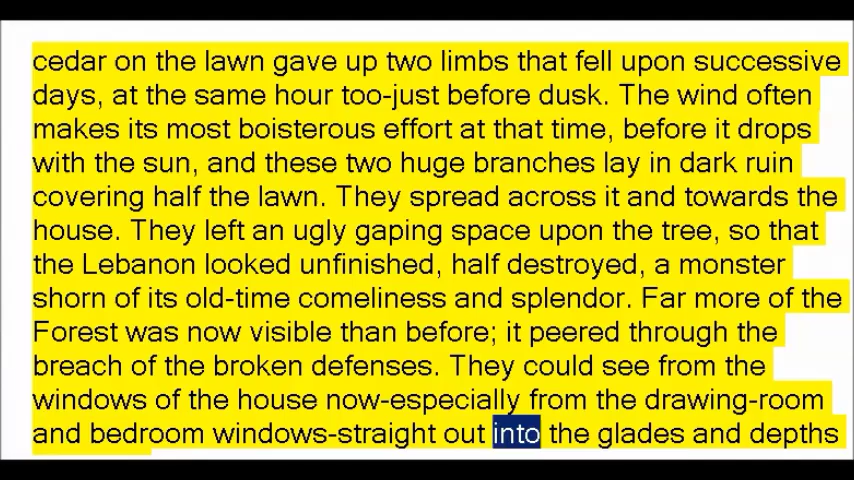 cedar on the lawn gave up two limbs that fell upon successive
days, at the same hour too-just before dusk. The wind often
makes its most boisterous effort at that time, before it drops
with the sun, and these two huge branches lay in dark ruin
covering half the lawn. They spread across it and towards the
house. They left an ugly gaping space upon the tree, so that
the Lebanon looked unfinished, half destroyed, a monster
shorn of its old-time comeliness and splendor. Far more of the
Forest was now visible than before; it peered through the
breach of the broken defenses. They could see from the
windows of the house now-especially from the drawing-room
and bedroom windows-straight out into the glades and depths